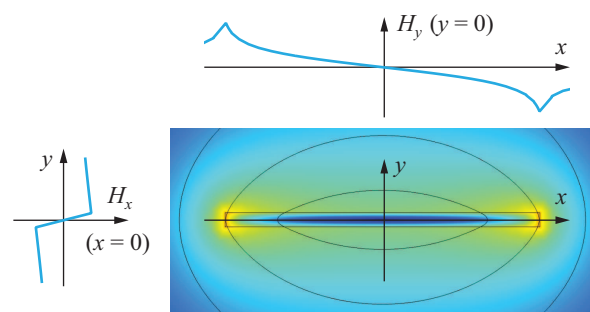 H_y (y = 0)
x
y
H_x
(x = 0)
y
x